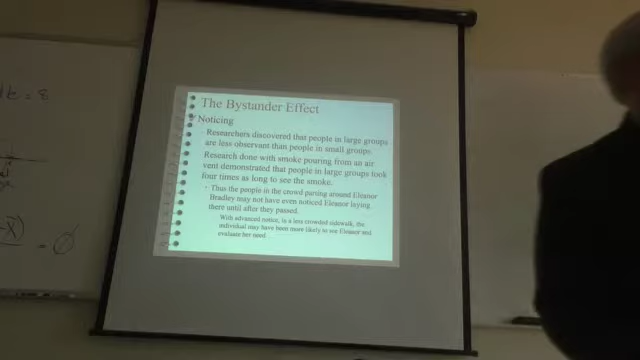 The Bystander Effect
Noticing
Researchers discovered that people in large groups
are less observant than people in small groups.
Research done with smoke pouring from an air
vent demonstrated that people in large groups took
four times as long to see the smoke.
Thus the people in the crowd parting around Eleanor
Bradley may not have even noticed Eleanor laying
there until after they passed.
With advanced notice, in a less crowded sidewalk, the
individual may have been more likely to see Eleanor and
evaluate her need.
= 8
= 0